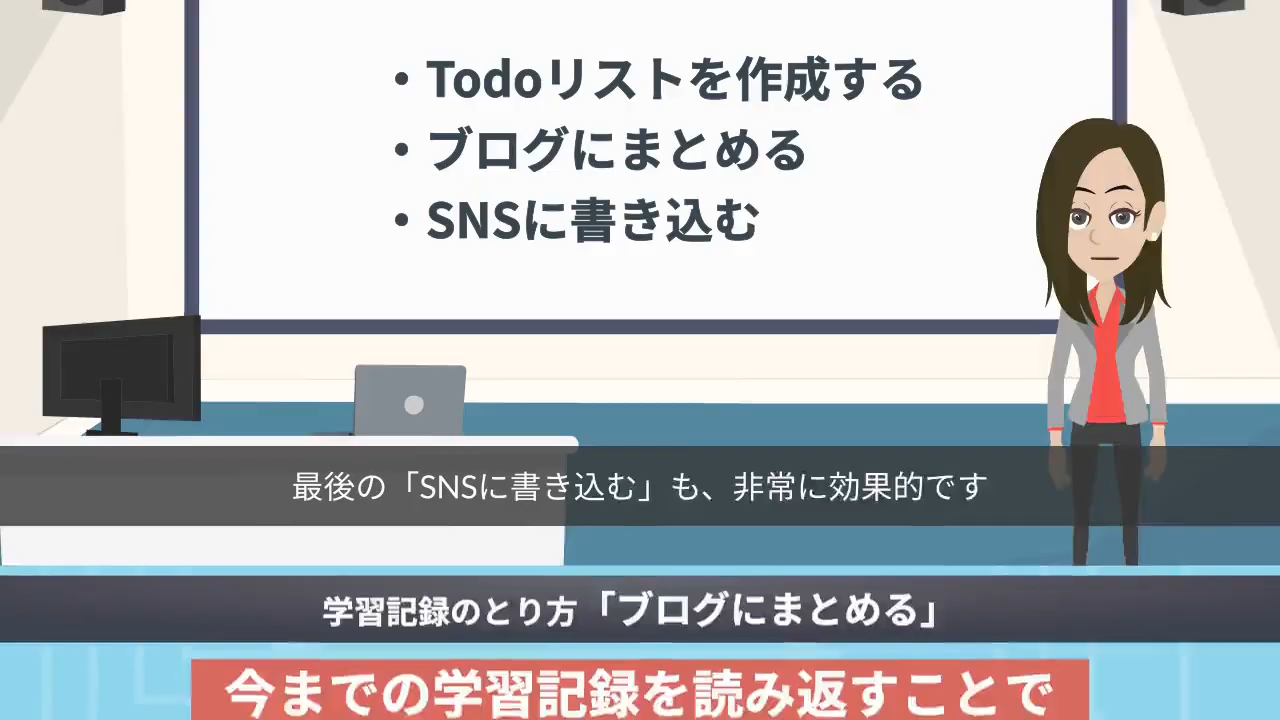 ・Todoリストを作成する
・ブログにまとめる
・SNSに書き込む
最後の「SNSに書き込む」も、非常に効果的です
学習記録のとり方「ブログにまとめる」
今までの学習記録を読み返すことで